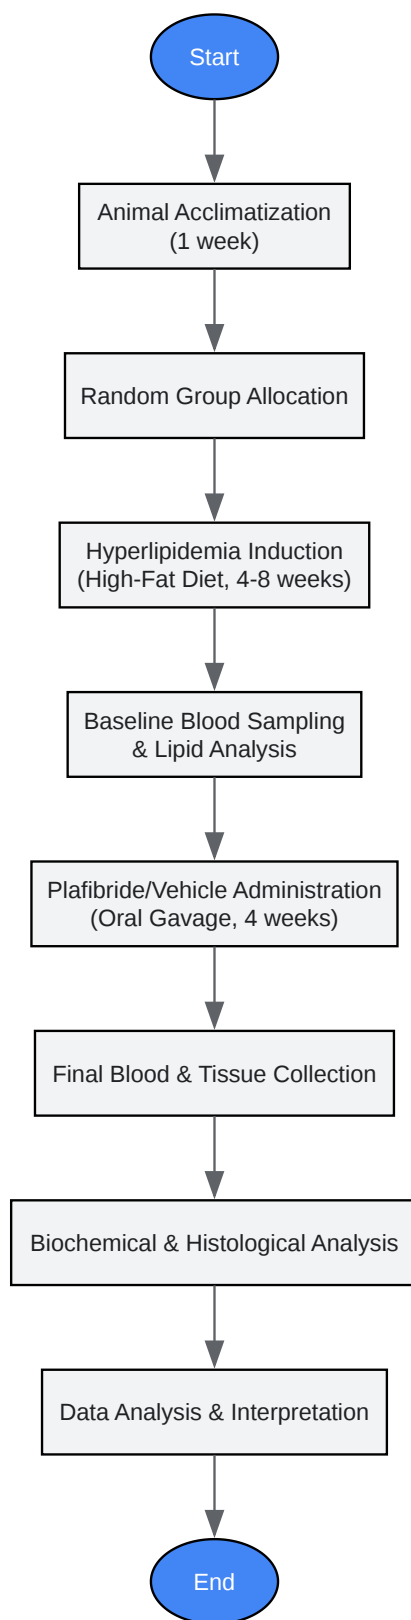 Start
Animal Acclimatization
(1 week)
Random Group Allocation
Hyperlipidemia Induction
(High-Fat Diet, 4-8 weeks)
Baseline Blood Sampling
& Lipid Analysis
Plafibride/Vehicle Administration
(Oral Gavage, 4 weeks)
Final Blood & Tissue Collection
Biochemical & Histological Analysis
Data Analysis & Interpretation
End